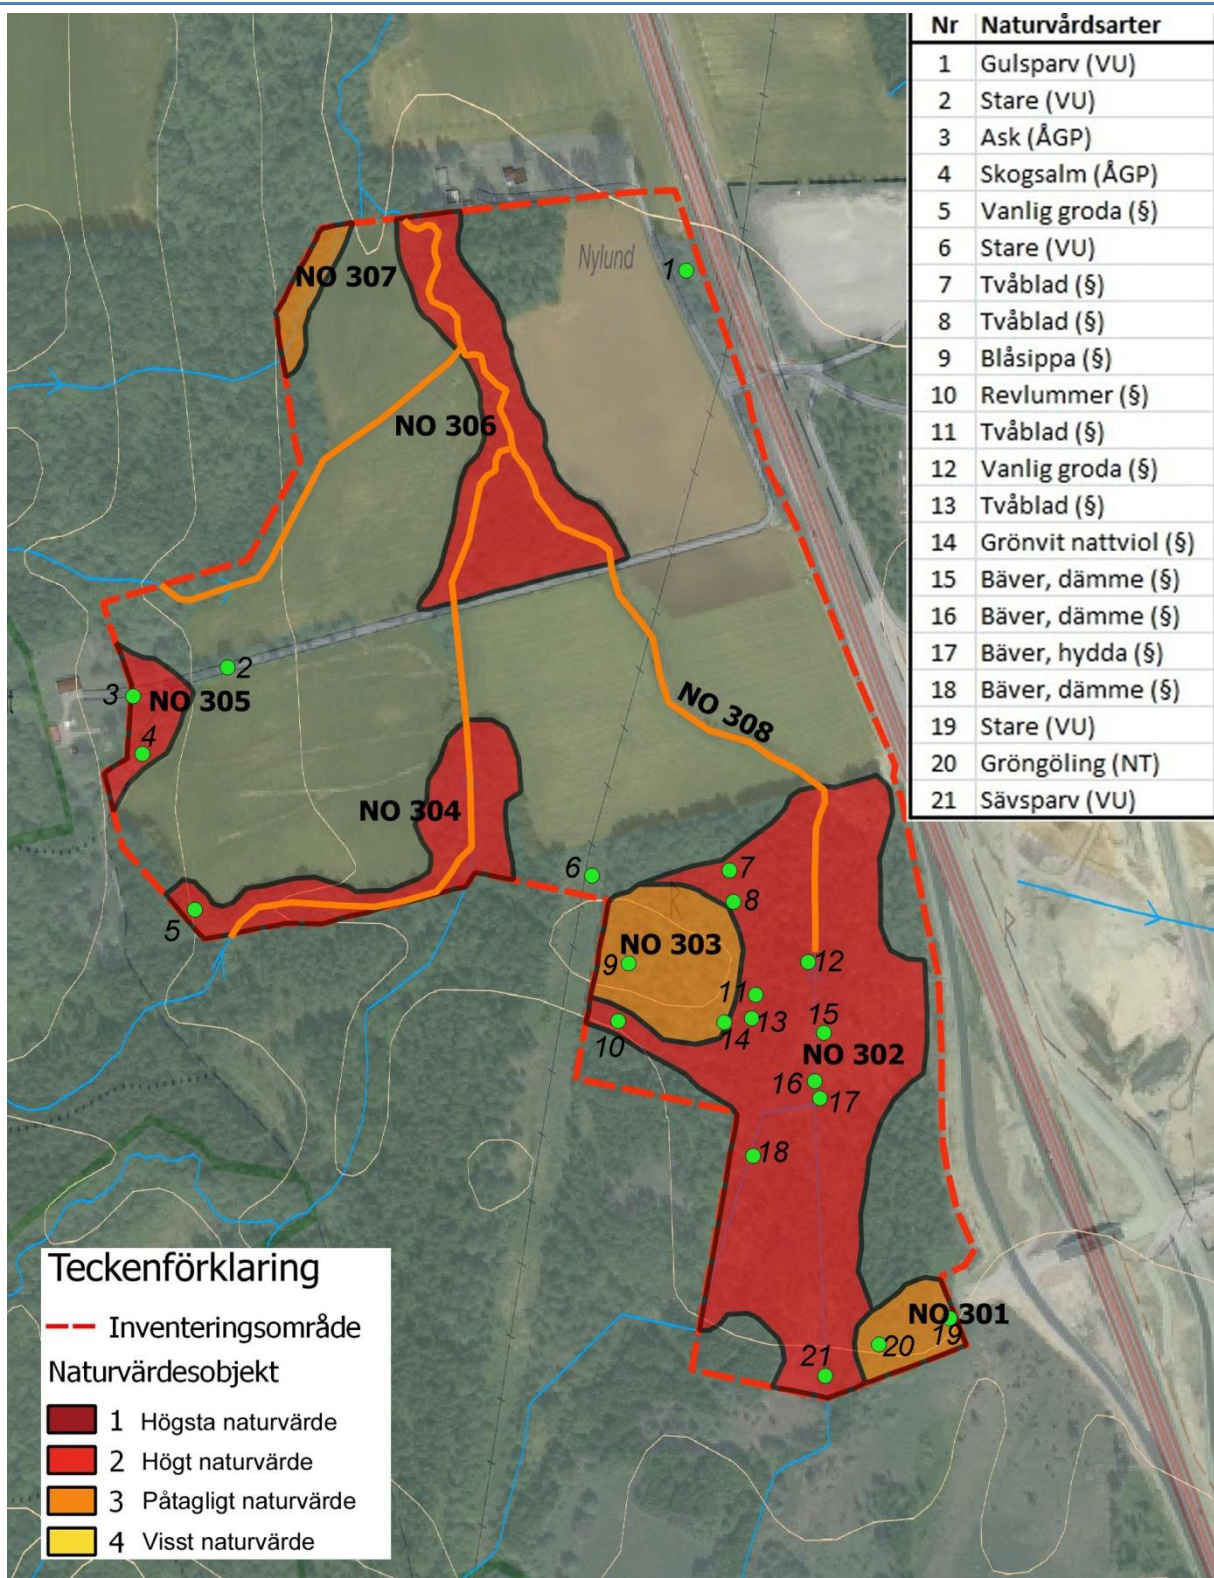 Nr Naturvårdsarter
1 Gulsparv (VU)
2 Stare (VU)
3 Ask (ÅGP)
4 Skogsalm (ÅGP)
5 Vanlig groda (§)
6 Stare (VU)
7 Tvåblad (§)
8 Tvåblad (§)
9 Blåsippa (§)
10 Revlummer (§)
11 Tvåblad (§)
12 Vanlig groda (§)
13 Tvåblad (§)
14 Grönvit nattviol (§)
15 Bäver, dämme (§)
16 Bäver, dämme (§)
17 Bäver, hydda (§)
18 Bäver, dämme (§)
19 Stare (VU)
20 Gröngöling (NT)
21 Sävsparv (VU)
Nylund
1
NO 307
NO 306
2
3
NO 305
4
NO 308
NO 304
5
6
7
8
R
R
NO 303
9
12
11
10
14
13
15
NO 302
16
17
18
NO 301
19
20
21
Teckenförklaring
Inventeringsområde
Naturvärdesobjekt
1 Högsta naturvärde
2 Högt naturvärde
3 Påtagligt naturvärde
4 Visst naturvärde